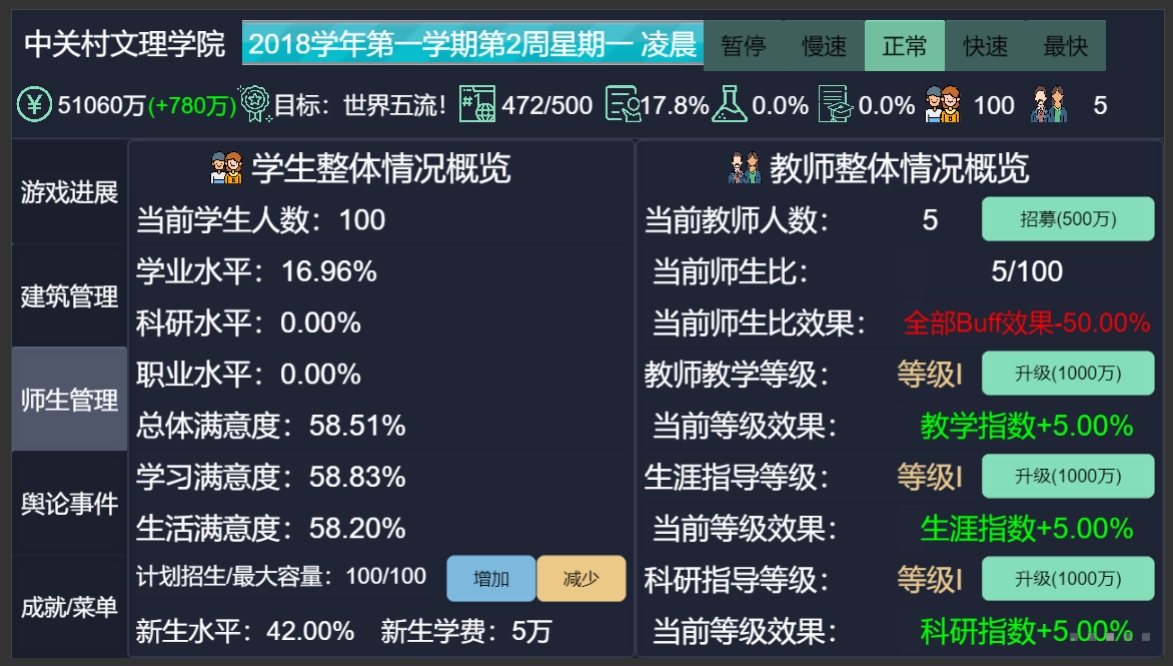 中关村文理学院 2018学年第一学期第2周星期一 凌晨 暂停 慢速 正常 快速 最快
51060万(+780万) 目标：世界五流！ 472/500 17.8% 0.0% 0.0% 100 5
游戏进展
建筑管理
师生管理
舆论事件
成就/菜单
学生整体情况概览
当前学生人数：100
学业水平：16.96%
科研水平：0.00%
职业水平：0.00%
总体满意度：58.51%
学习满意度：58.83%
生活满意度：58.20%
计划招生/最大容量：100/100 增加 减少
新生水平：42.00% 新生学费：5万
教师整体情况概览
当前教师人数： 5 招募(500万)
当前师生比： 5/100
当前师生比效果： 全部Buff效果-50.00%
教师教学等级： 等级I 升级(1000万)
当前等级效果： 教学指数+5.00%
生涯指导等级： 等级I 升级(1000万)
当前等级效果： 生涯指数+5.00%
科研指导等级： 等级I 升级(1000万)
当前等级效果： 科研指数+5.00%